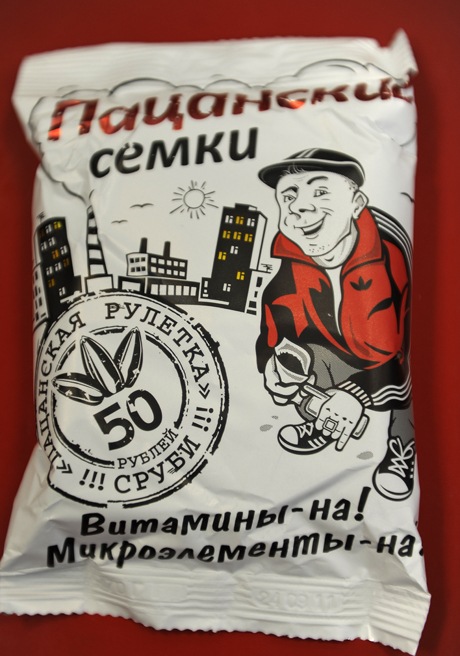 Пацанские
семки
«ПАЦАНСКАЯ РУЛЕТКА»
50
РУБЛЕЙ
!!! СРУБИ !!!
Витамины-на!
Микроэлементы-на!